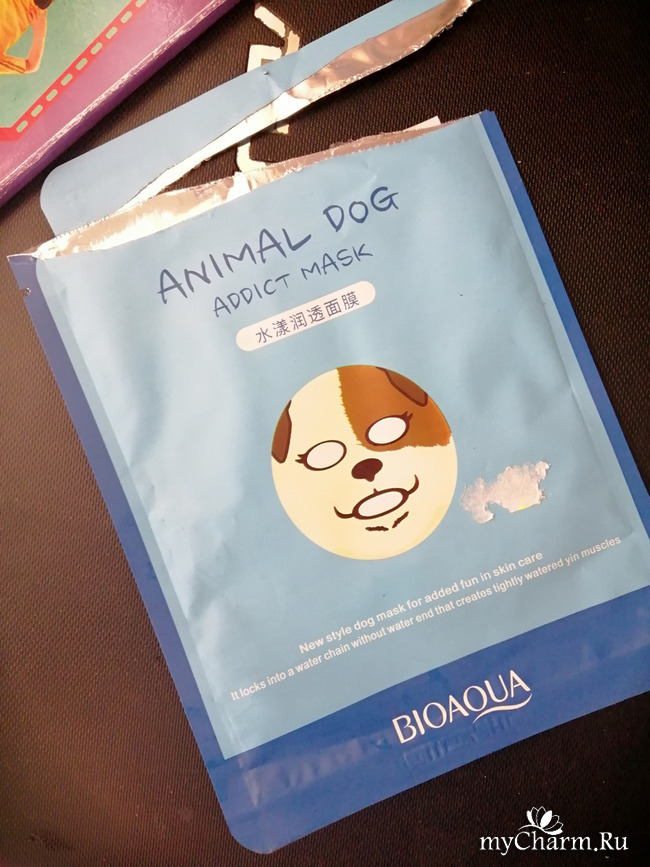 ANIMAL DOG
ADDICT MASK
水漾润透面膜
New style dog mask for added fun in skin care
It locks into a water chain without water end that creates tightly watered yin muscles
BIOAQUA
myCharm.Ru